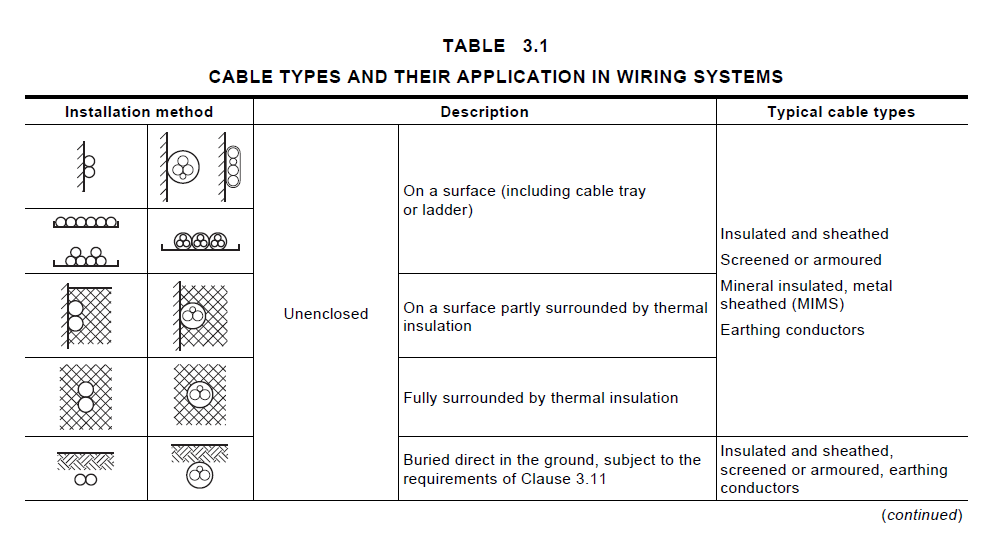 TABLE 3.1
CABLE TYPES AND THEIR APPLICATION IN WIRING SYSTEMS
Installation method
Description
Typical cable types
Unenclosed
On a surface (including cable tray
or ladder)
On a surface partly surrounded by thermal
insulation
Fully surrounded by thermal insulation
Insulated and sheathed
Screened or armoured
Mineral insulated, metal
sheathed (MIMS)
Earthing conductors
Buried direct in the ground, subject to the
requirements of Clause 3.11
Insulated and sheathed,
screened or armoured, earthing
conductors
(continued)